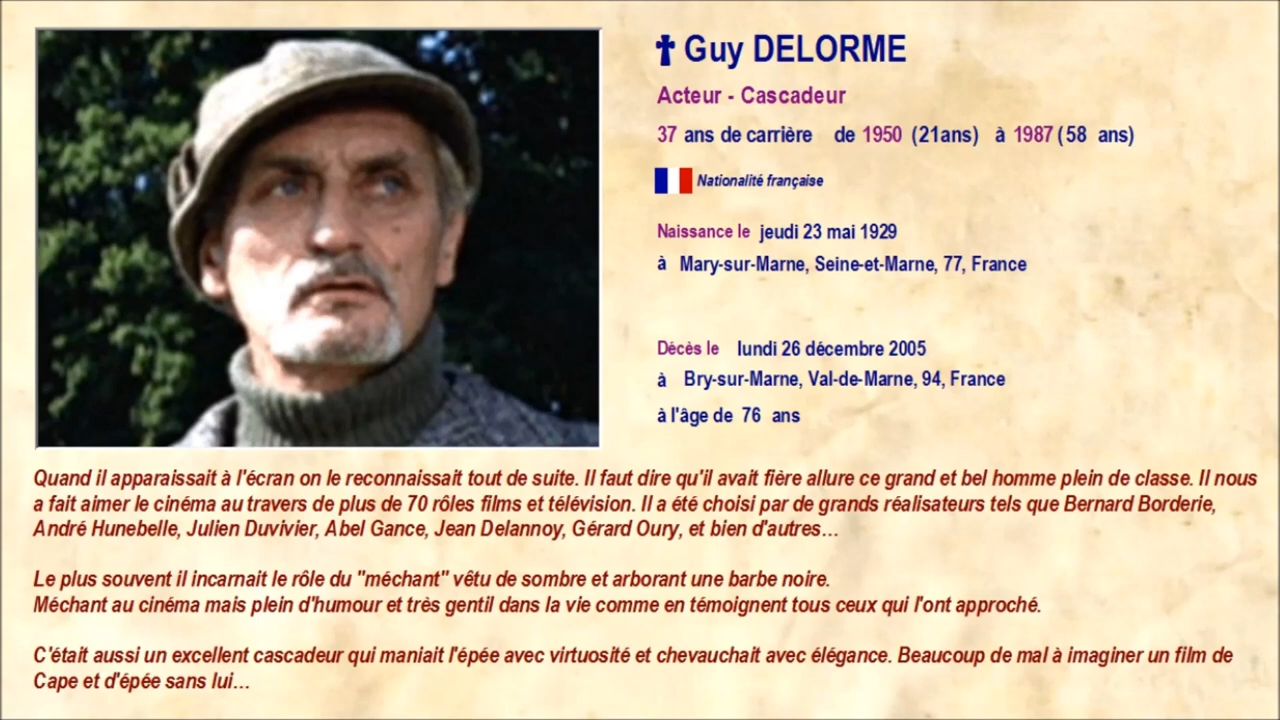 ✝ Guy DELORME
Acteur - Cascadeur
37 ans de carrière de 1950 (21ans) à 1987 (58 ans)
Nationalité française
Naissance le jeudi 23 mai 1929
à Mary-sur-Marne, Seine-et-Marne, 77, France
Décès le lundi 26 décembre 2005
à Bry-sur-Marne, Val-de-Marne, 94, France
à l'âge de 76 ans
Quand il apparaissait à l'écran on le reconnaissait tout de suite. Il faut dire qu'il avait fière allure ce grand et bel homme plein de classe. Il nous
a fait aimer le cinéma au travers de plus de 70 rôles films et télévision. Il a été choisi par de grands réalisateurs tels que Bernard Borderie,
André Hunebelle, Julien Duvivier, Abel Gance, Jean Delannoy, Gérard Oury, et bien d'autres...
Le plus souvent il incarnait le rôle du "méchant" vêtu de sombre et arborant une barbe noire.
Méchant au cinéma mais plein d'humour et très gentil dans la vie comme en témoignent tous ceux qui l'ont approché.
C'était aussi un excellent cascadeur qui maniait l'épée avec virtuosité et chevauchait avec élégance. Beaucoup de mal à imaginer un film de
Cape et d'épée sans lui...